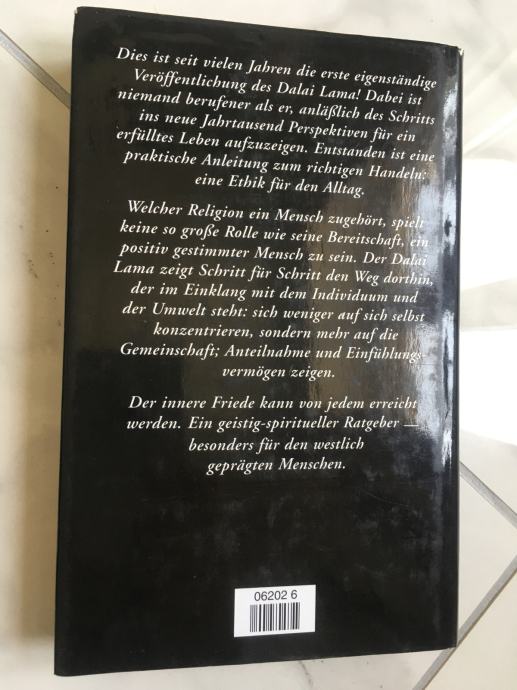 Dies ist seit vielen Jahren die erste eigenständige
Veröffentlichung des Dalai Lama! Dabei ist
niemand berufener als er, anläßlich des Schritts
ins neue Jahrtausend Perspektiven für ein
erfülltes Leben aufzuzeigen. Entstanden ist eine
praktische Anleitung zum richtigen Handeln:
eine Ethik für den Alltag.
Welcher Religion ein Mensch zugehört, spielt
keine so große Rolle wie seine Bereitschaft, ein
positiv gestimmter Mensch zu sein. Der Dalai
Lama zeigt Schritt für Schritt den Weg dorthin,
der im Einklang mit dem Individuum und
der Umwelt steht: sich weniger auf sich selbst
konzentrieren, sondern mehr auf die
Gemeinschaft; Anteilnahme und Einfühlungs-
vermögen zeigen.
Der innere Friede kann von jedem erreicht
werden. Ein geistig-spiritueller Ratgeber —
besonders für den westlich
geprägten Menschen.
06202 6